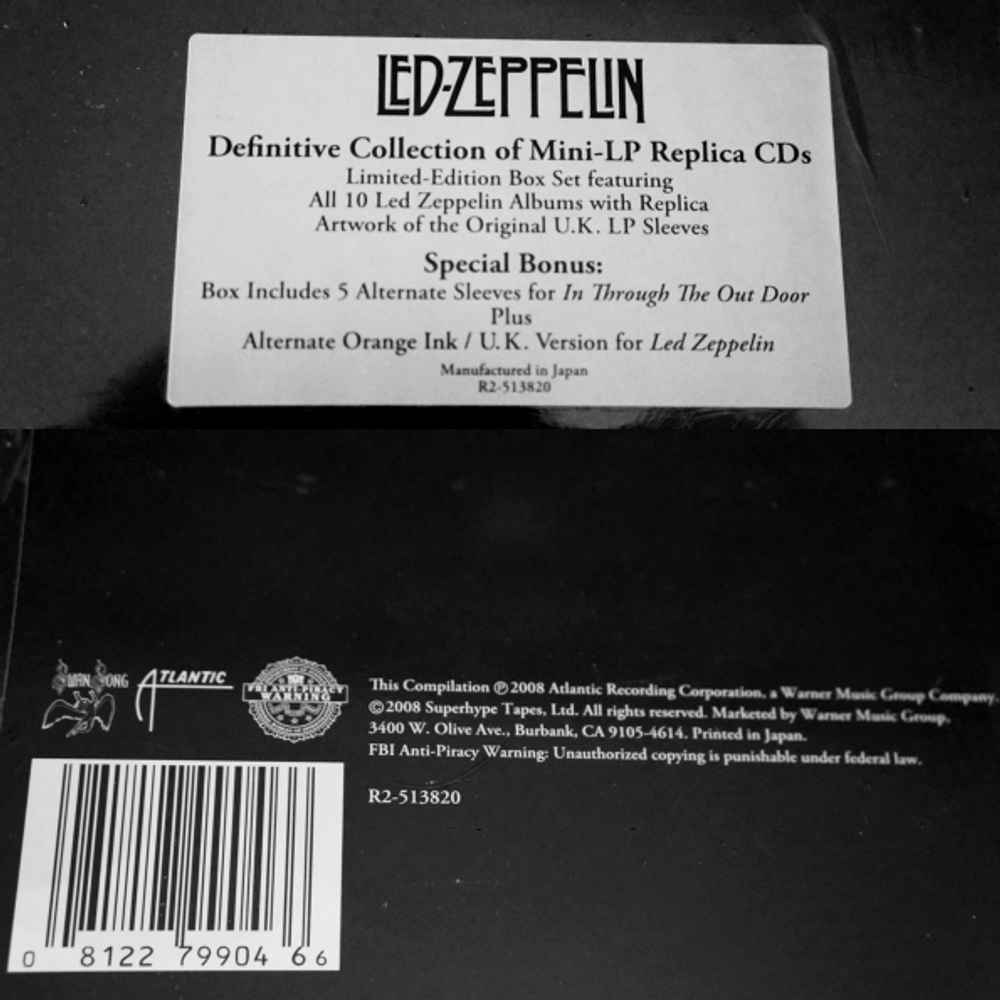 LED-ZEPPELIN
Definitive Collection of Mini-LP Replica CDs
Limited-Edition Box Set featuring
All 10 Led Zeppelin Albums with Replica
Artwork of the Original U.K. LP Sleeves
Special Bonus:
Box Includes 5 Alternate Sleeves for In Through The Out Door
Plus
Alternate Orange Ink / U.K. Version for Led Zeppelin
Manufactured in Japan
R2-513820
SWAN SONG
ATLANTIC
FBI ANTI-PIRACY
WARNING
This Compilation ℗ 2008 Atlantic Recording Corporation, a Warner Music Group Company.
© 2008 Superhype Tapes, Ltd. All rights reserved. Marketed by Warner Music Group.
3400 W. Olive Ave., Burbank, CA 9105-4614. Printed in Japan.
FBI Anti-Piracy Warning: Unauthorized copying is punishable under federal law.
R2-513820
0 81227 99046 6